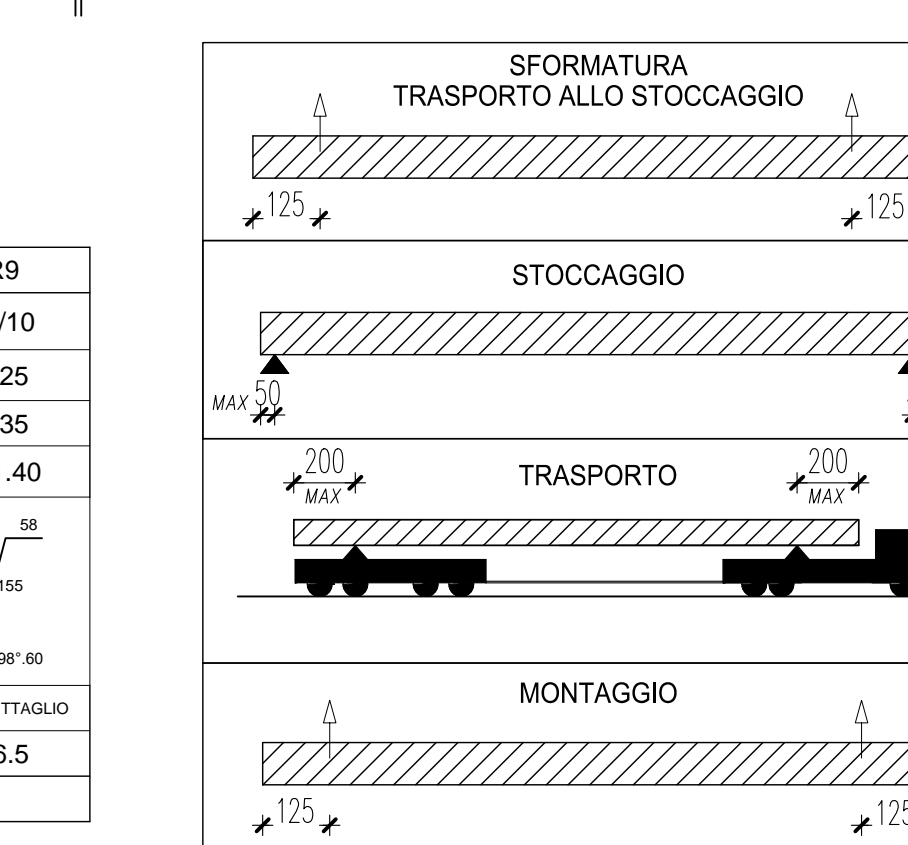 R9
/10
25
35
.40
58
155
98°.60
TTAGLIO
6.5
SFORMATURA
TRASPORTO ALLO STOCCAGGIO
125
125
STOCCAGGIO
MAX 50
200
MAX
TRASPORTO
200
MAX
MONTAGGIO
125
125